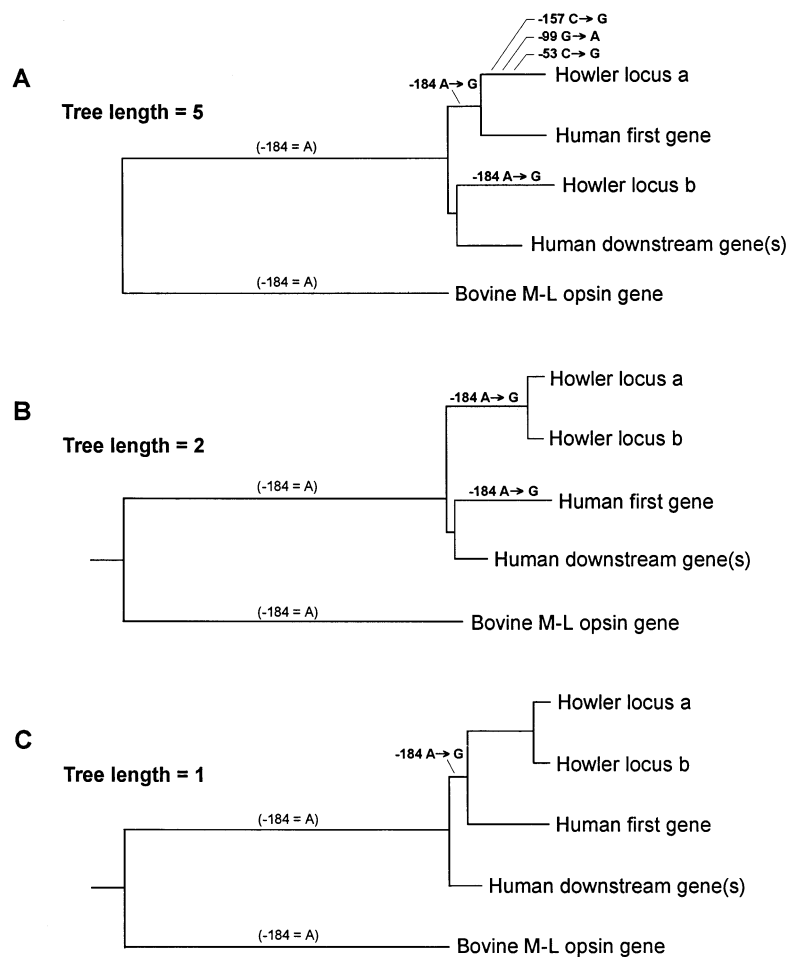 -157 C→ G
-99 G→ A
-53 C→ G
A
-184 A→ G
Howler locus a
Tree length = 5
Human first gene
(-184 = A)
-184 A→ G
Howler locus b
Human downstream gene(s)
(-184 = A)
Bovine M-L opsin gene
B
Howler locus a
-184 A→ G
Tree length = 2
Howler locus b
(-184 = A)
-184 A→ G
Human first gene
Human downstream gene(s)
(-184 = A)
Bovine M-L opsin gene
C
Howler locus a
-184 A→ G
Tree length = 1
Howler locus b
(-184 = A)
Human first gene
Human downstream gene(s)
(-184 = A)
Bovine M-L opsin gene